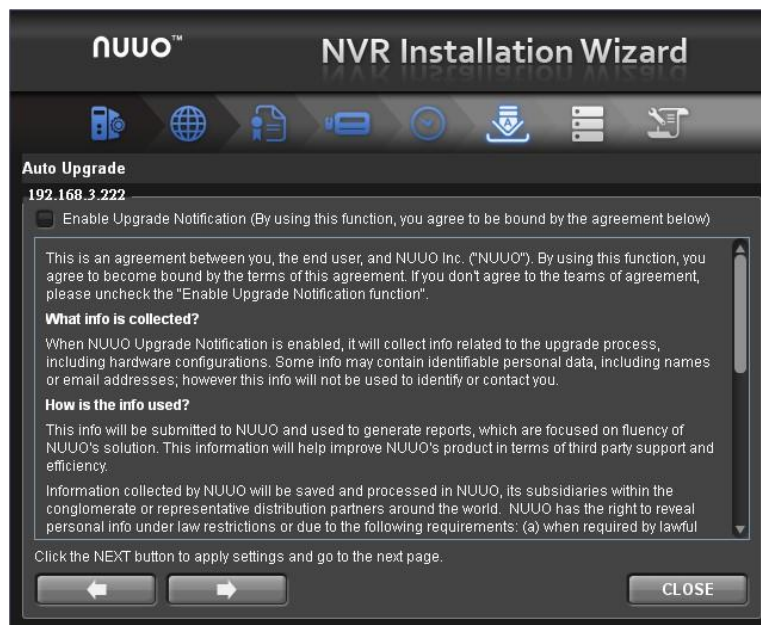 nuuo™
NVR Installation Wizard
A
Auto Upgrade
192.168.3.222
Enable Upgrade Notification (By using this function, you agree to be bound by the agreement below)
This is an agreement between you, the end user, and NUUO Inc. ("NUUO"). By using this function, you
agree to become bound by the terms of this agreement. If you don't agree to the teams of agreement,
please uncheck the "Enable Upgrade Notification function".
What info is collected?
When NUUO Upgrade Notification is enabled, it will collect info related to the upgrade process,
including hardware configurations. Some info may contain identifiable personal data, including names
or email addresses; however this info will not be used to identify or contact you.
How is the info used?
This info will be submitted to NUUO and used to generate reports, which are focused on fluency of
NUUO's solution. This information will help improve NUUO's product in terms of third party support and
efficiency.
Information collected by NUUO will be saved and processed in NUUO, its subsidiaries within the
conglomerate or representative distribution partners around the world. NUUO has the right to reveal
personal info under law restrictions or due to the following requirements: (a) when required by lawful
Click the NEXT button to apply settings and go to the next page.
CLOSE